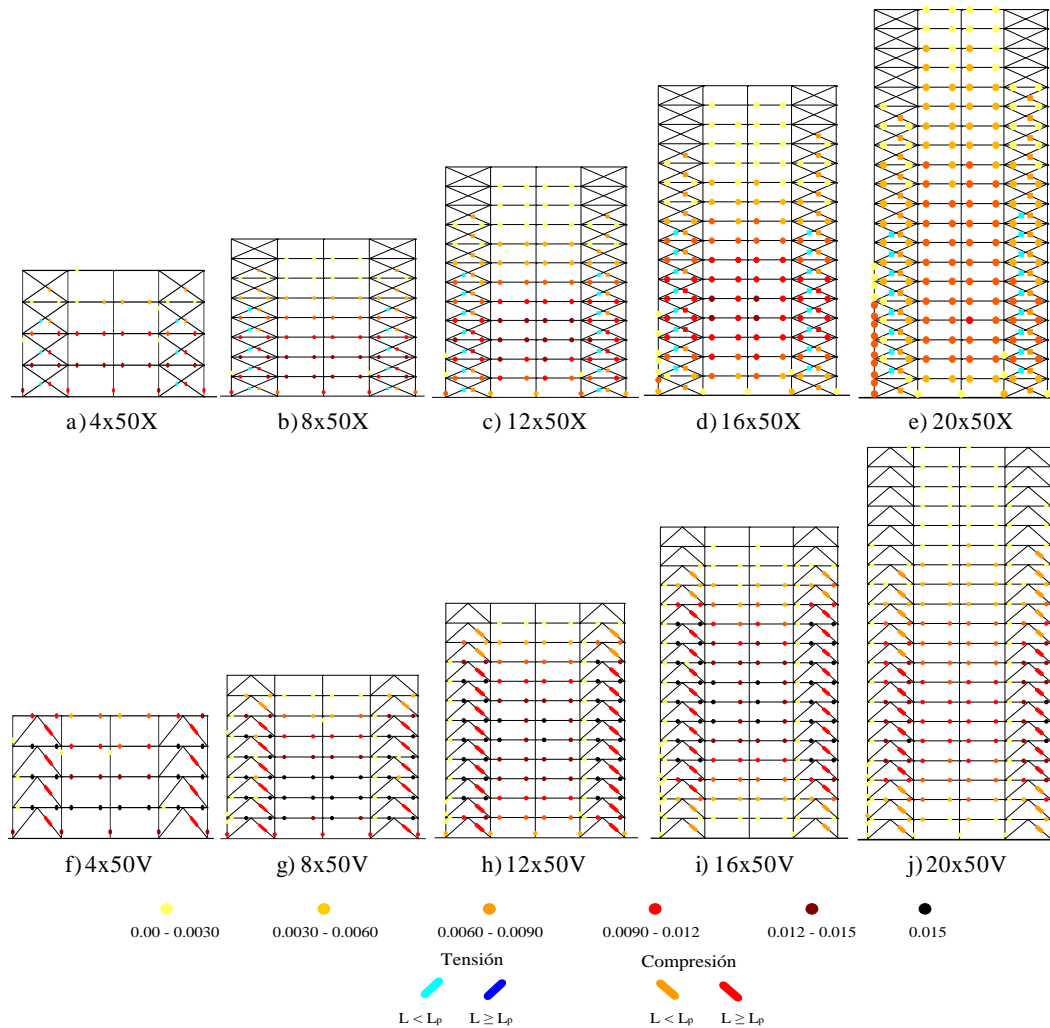 a) 4x50X b) 8x50X c) 12x50X d) 16x50X e) 20x50X
f) 4x50V g) 8x50V h) 12x50V i) 16x50V j) 20x50V
0.00 - 0.0030 0.0030 - 0.0060 0.0060 - 0.0090 0.0090 - 0.012 0.012 - 0.015 0.015
Tensión Compresión
L < Lₚ L ≥ Lₚ L < Lₚ L ≥ Lₚ